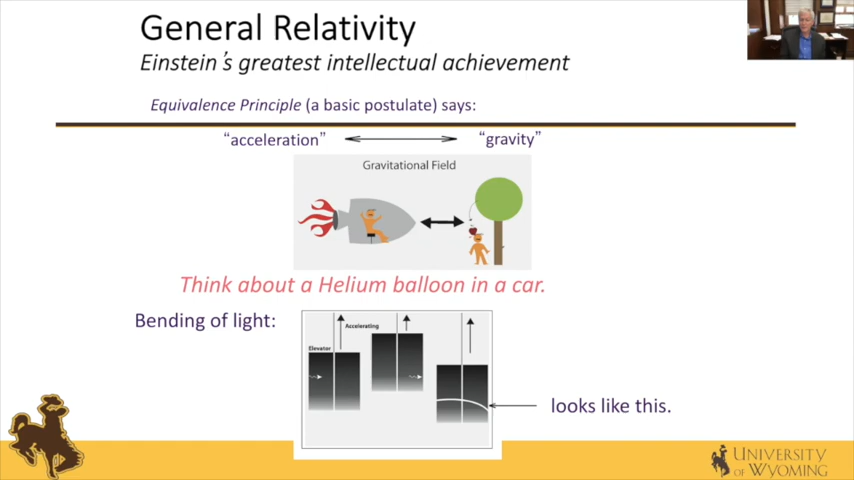 General Relativity
Einstein's greatest intellectual achievement
Equivalence Principle (a basic postulate) says:
“acceleration” “gravity”
Gravitational Field
Think about a Helium balloon in a car.
Bending of light:
Accelerating
Elevator
looks like this.
UNIVERSITY
OF WYOMING